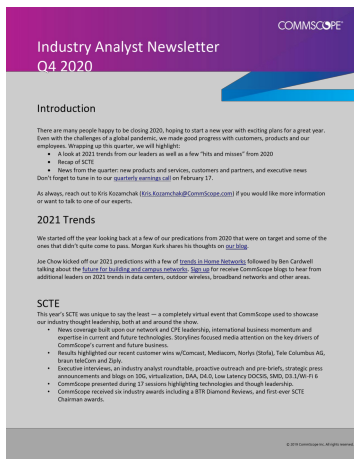 COMMSCOPE®
Industry Analyst Newsletter
Q4 2020
Introduction
There are many people happy to be closing 2020, hoping to start a new year with exciting plans for a great year.
Even with the challenges of a global pandemic, we made good progress with customers, products and our
employees. Wrapping up this quarter, we will highlight:
• A look at 2021 trends from our leaders as well as a few “hits and misses” from 2020
• Recap of SCTE
• News from the quarter: new products and services, customers and partners, and executive news
Don’t forget to tune in to our quarterly earnings call on February 17.
As always, reach out to Kris Kozamchak (Kris.Kozamchak@CommScope.com) if you would like more information
or want to talk to one of our experts.
2021 Trends
We started off the year looking back at a few of our predications from 2020 that were on target and some of the
ones that didn’t quite come to pass. Morgan Kurk shares his thoughts on our blog.
Joe Chow kicked off our 2021 predictions with a few of trends in Home Networks followed by Ben Cardwell
talking about the future for building and campus networks. Sign up for receive CommScope blogs to hear from
additional leaders on 2021 trends in data centers, outdoor wireless, broadband networks and other areas.
SCTE
This year’s SCTE was unique to say the least — a completely virtual event that CommScope used to showcase
our industry thought leadership, both at and around the show.
• News coverage built upon our network and CPE leadership, international business momentum and
expertise in current and future technologies. Storylines focused media attention on the key drivers of
CommScope’s current and future business.
• Results highlighted our recent customer wins w/Comcast, Mediacom, Norlys (Stofa), Tele Columbus AG,
braun teleCom and Ziply.
• Executive interviews, an industry analyst roundtable, proactive outreach and pre-briefs, strategic press
announcements and blogs on 10G, virtualization, DAA, D4.0, Low Latency DOCSIS, SMD, D3.1/Wi-Fi 6
• CommScope presented during 17 sessions highlighting technologies and though leadership.
• CommScope received six industry awards including a BTR Diamond Reviews, and first-ever SCTE
Chairman awards.
© 2019 CommScope Inc. All rights reserved.